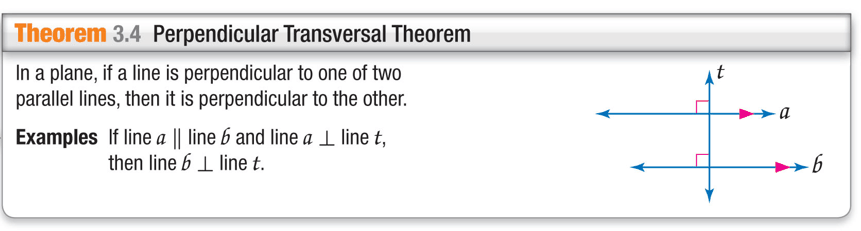 Theorem 3.4 Perpendicular Transversal Theorem
In a plane, if a line is perpendicular to one of two
parallel lines, then it is perpendicular to the other.
Examples If line a || line b and line a ⊥ line t,
then line b ⊥ line t.
t
a
b